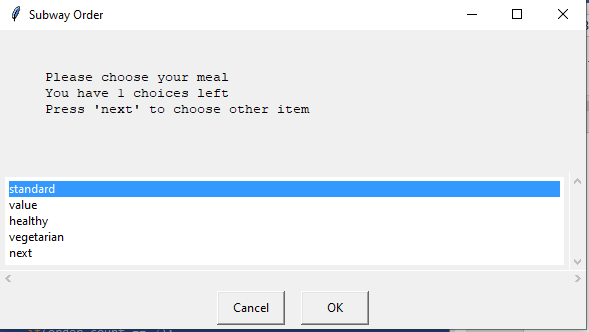 Subway Order
Please choose your meal
You have 1 choices left
Press 'next' to choose other item
standard
value
healthy
vegetarian
next
Cancel
OK